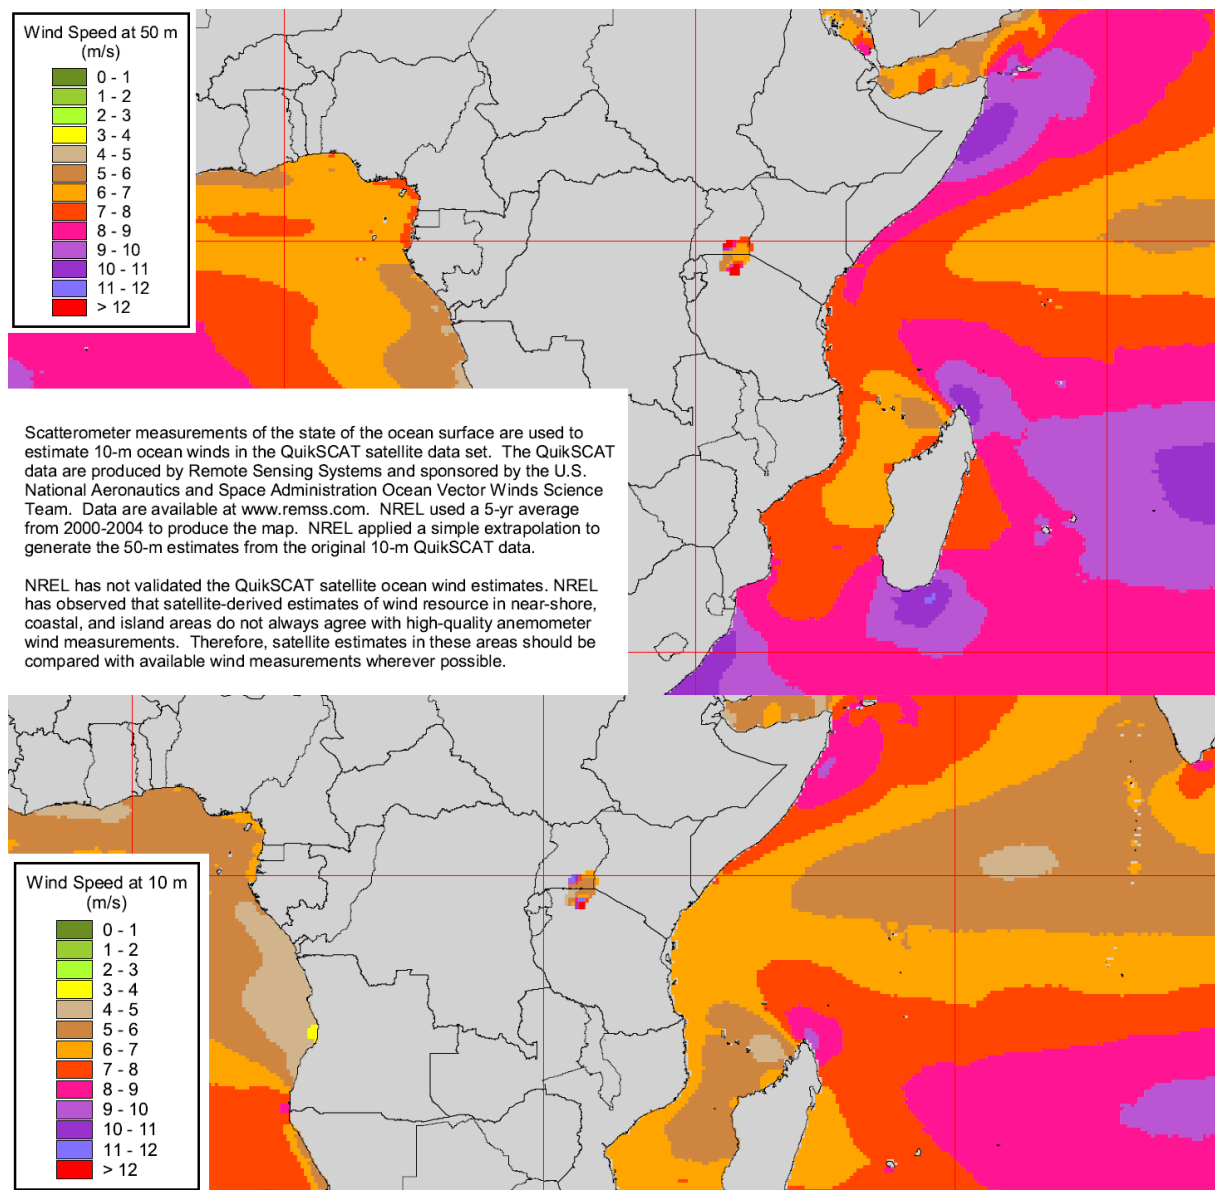 Wind Speed at 50 m
(m/s)
0 - 1
1 - 2
2 - 3
3 - 4
4 - 5
5 - 6
6 - 7
7 - 8
8 - 9
9 - 10
10 - 11
11 - 12
> 12
Scatterometer measurements of the state of the ocean surface are used to
estimate 10-m ocean winds in the QuikSCAT satellite data set.  The QuikSCAT
data are produced by Remote Sensing Systems and sponsored by the U.S.
National Aeronautics and Space Administration Ocean Vector Winds Science
Team.  Data are available at www.remss.com.  NREL used a 5-yr average
from 2000-2004 to produce the map.  NREL applied a simple extrapolation to
generate the 50-m estimates from the original 10-m QuikSCAT data.
NREL has not validated the QuikSCAT satellite ocean wind estimates. NREL
has observed that satellite-derived estimates of wind resource in near-shore,
coastal, and island areas do not always agree with high-quality anemometer
wind measurements.  Therefore, satellite estimates in these areas should be
compared with available wind measurements wherever possible.
Wind Speed at 10 m
(m/s)
0 - 1
1 - 2
2 - 3
3 - 4
4 - 5
5 - 6
6 - 7
7 - 8
8 - 9
9 - 10
10 - 11
11 - 12
> 12